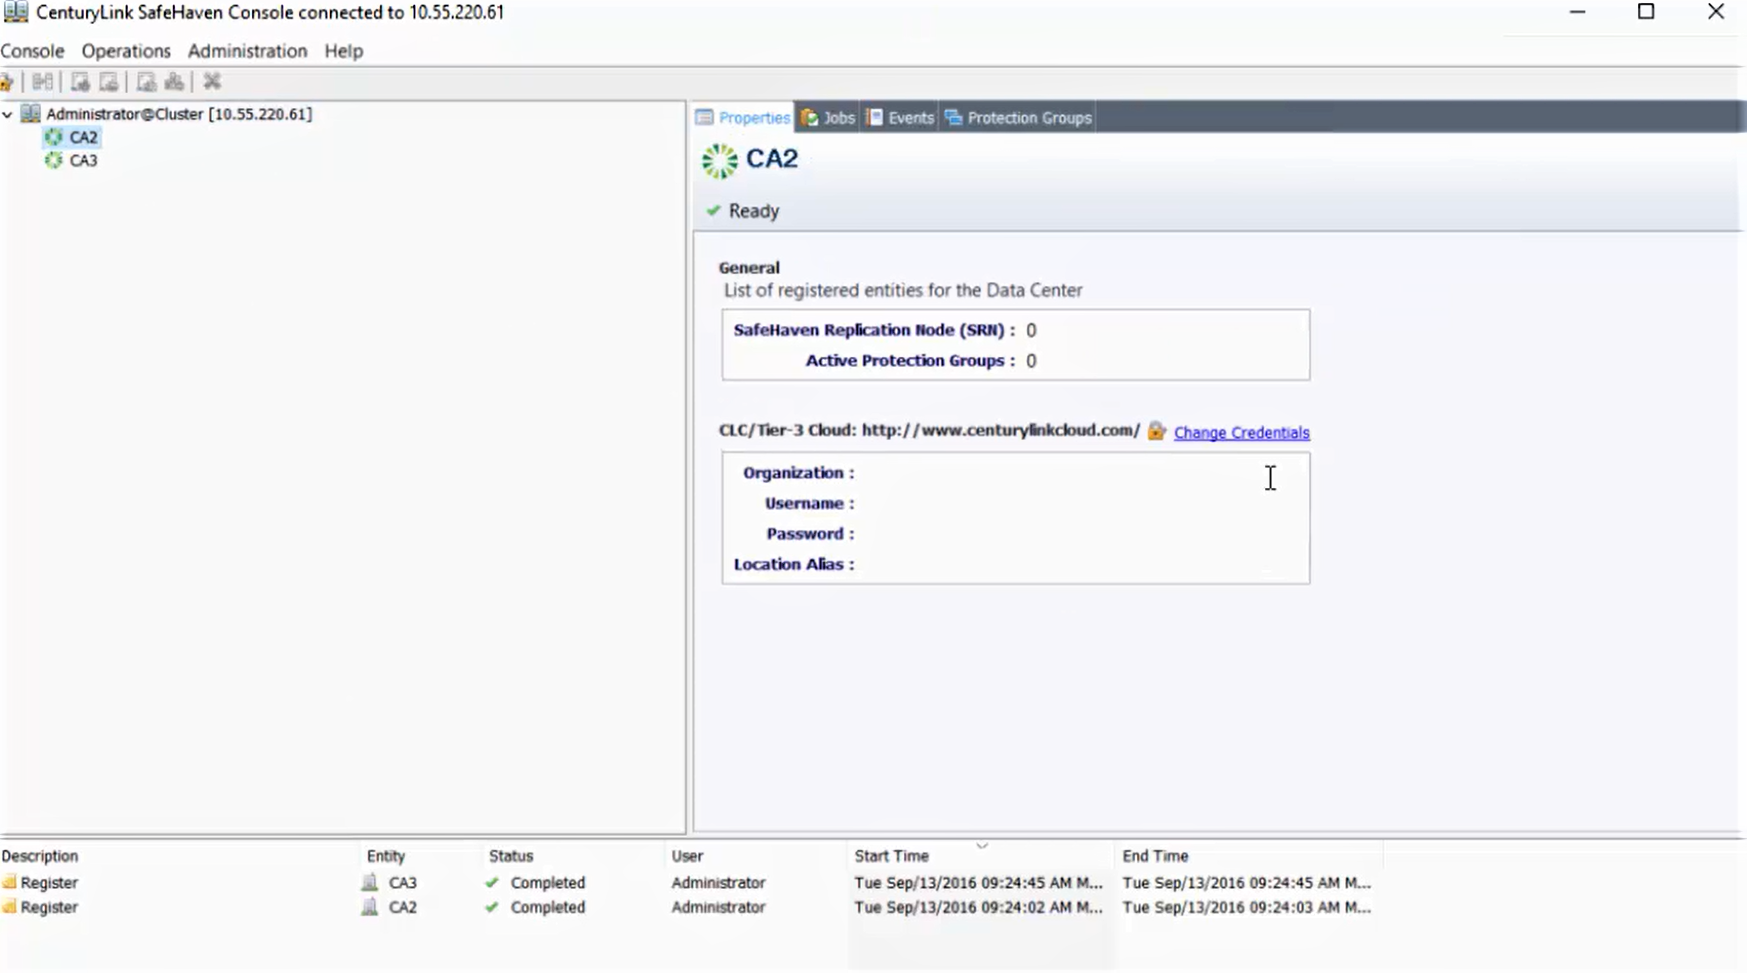 CenturyLink SafeHaven Console connected to 10.55.220.61
Console Operations Administration Help
Administrator@Cluster [10.55.220.61]
CA2
CA3
Properties Jobs Events Protection Groups
CA2
Ready
General
List of registered entities for the Data Center
SafeHaven Replication Node (SRN) : 0
Active Protection Groups : 0
CLC/Tier-3 Cloud: http://www.centurylinkcloud.com/ Change Credentials
Organization :
Username :
Password :
Location Alias :
Description Entity Status User Start Time End Time
Register CA3 Completed Administrator Tue Sep/13/2016 09:24:45 AM M... Tue Sep/13/2016 09:24:45 AM M...
Register CA2 Completed Administrator Tue Sep/13/2016 09:24:02 AM M... Tue Sep/13/2016 09:24:03 AM M...